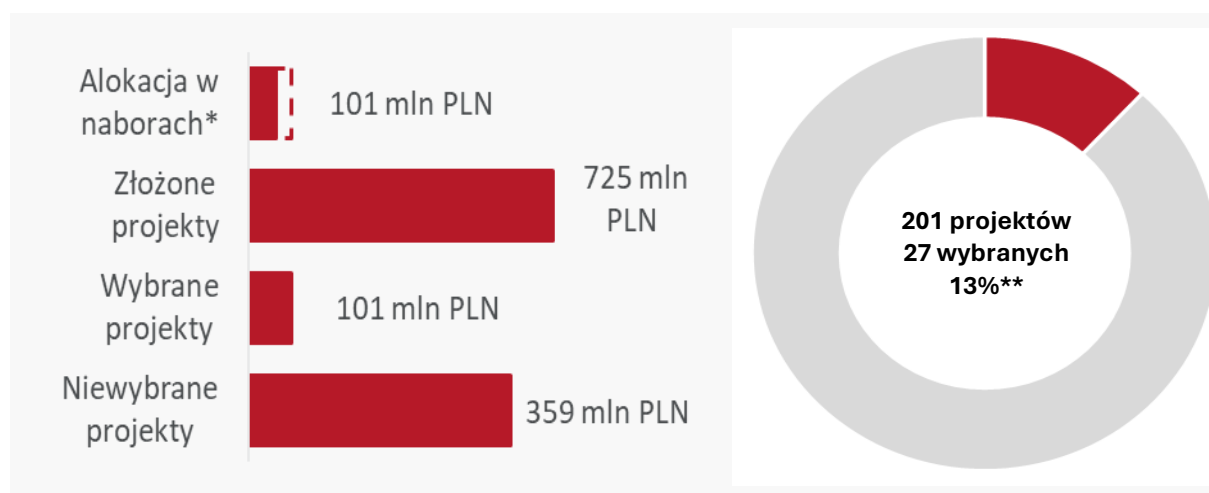 Alokacja w
naborach*
101 mln PLN
Złożone
projekty
725 mln
PLN
Wybrane
projekty
101 mln PLN
Niewybrane
projekty
359 mln PLN
201 projektów
27 wybranych
13%**